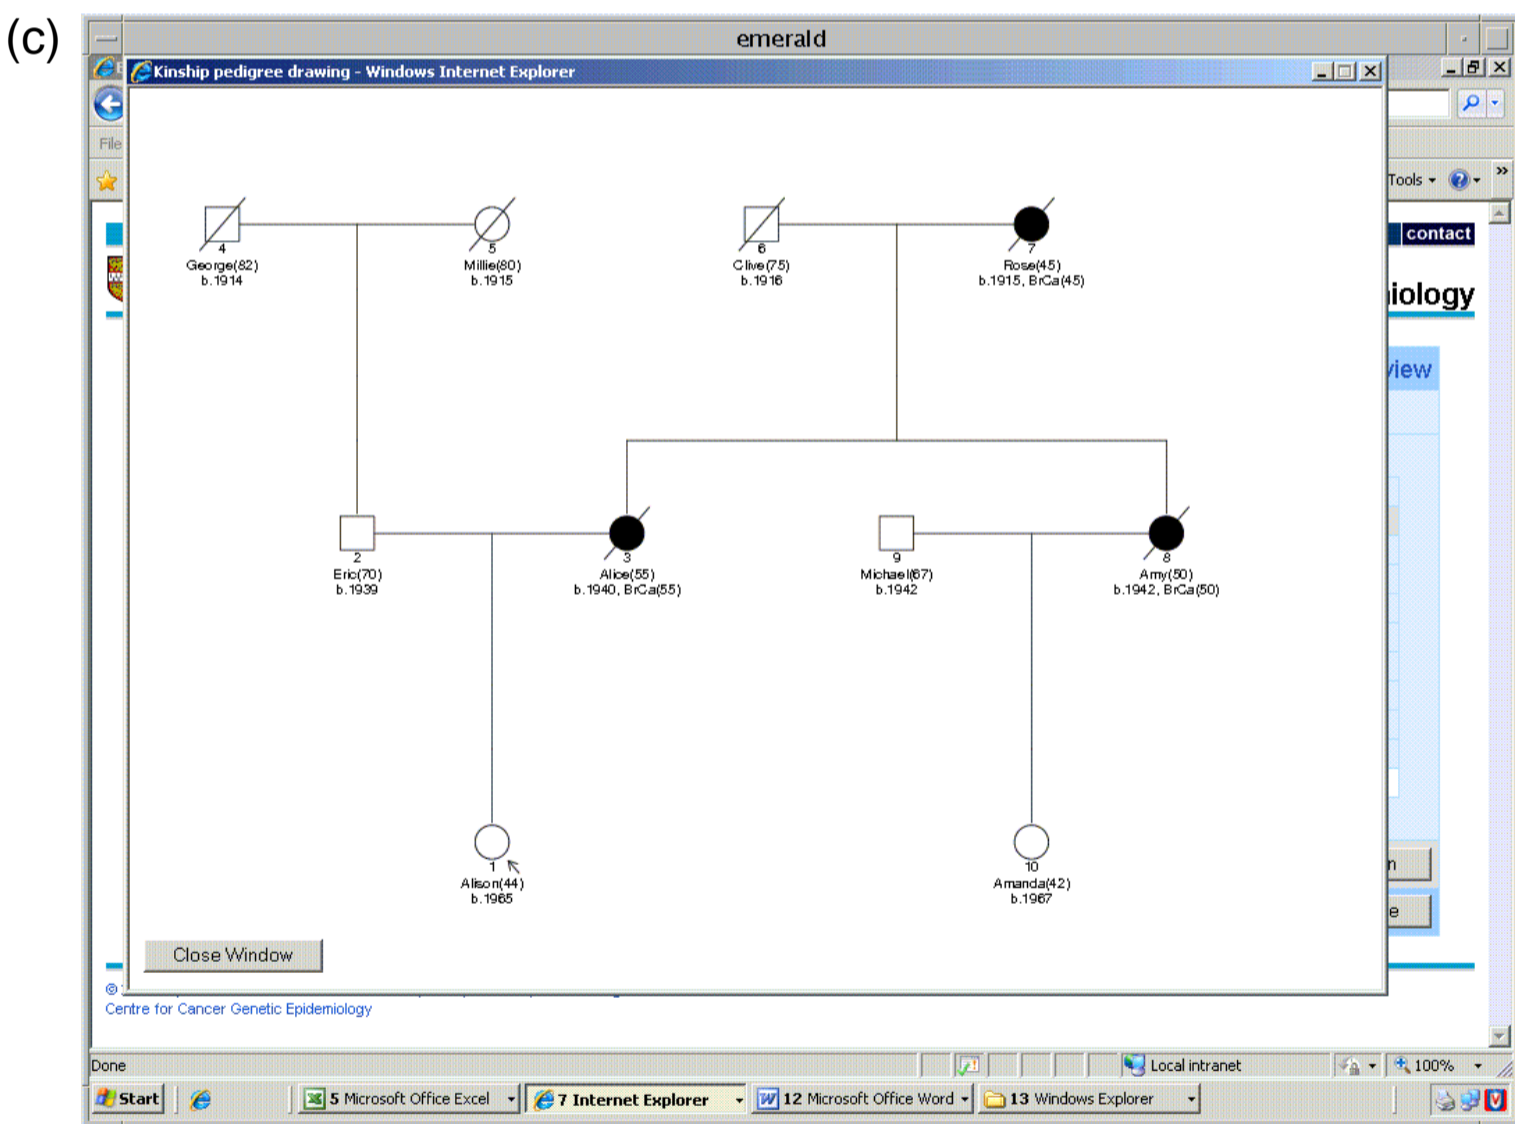 (c)
emerald
Kinship pedigree drawing - Windows Internet Explorer
File
Tools
contact
iology
view
4
George(82)
b.1914
5
Millie(80)
b.1915
6
Clive(75)
b.1916
7
Rose(45)
b.1915, BrCa(45)
2
Eric(70)
b.1939
3
Alice(55)
b.1940, BrCa(55)
9
Michael(67)
b.1942
8
Amy(50)
b.1942, BrCa(50)
1
Alison(44)
b.1965
10
Amanda(42)
b.1967
n
e
Close Window
©
Centre for Cancer Genetic Epidemiology
Done
Local intranet
100%
Start
5 Microsoft Office Excel
7 Internet Explorer
12 Microsoft Office Word
13 Windows Explorer